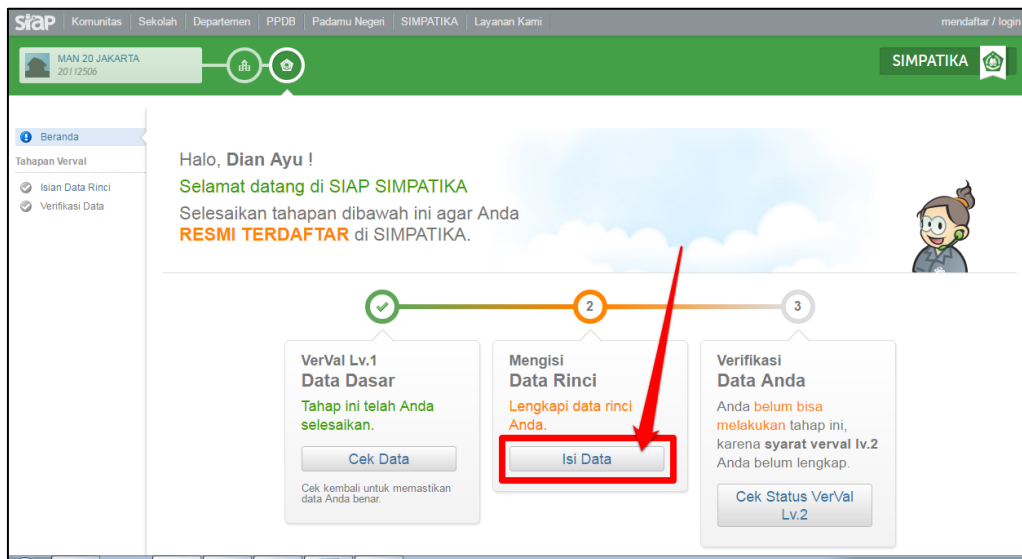 siap Komunitas Sekolah Departemen PPDB Padamu Negeri SIMPATIKA Layanan Kami mendaftar / login
MAN 20 JAKARTA
20112506
SIMPATIKA
Beranda
Tahapan Verval
Isian Data Rinci
Verifikasi Data
Halo, Dian Ayu !
Selamat datang di SIAP SIMPATIKA
Selesaikan tahapan dibawah ini agar Anda
RESMI TERDAFTAR di SIMPATIKA.
2
3
VerVal Lv.1
Data Dasar
Tahap ini telah Anda
selesaikan.
Cek Data
Cek kembali untuk memastikan
data Anda benar.
Mengisi
Data Rinci
Lengkapi data rinci
Anda.
Isi Data
Verifikasi
Data Anda
Anda belum bisa
melakukan tahap ini,
karena syarat verval lv.2
Anda belum lengkap.
Cek Status VerVal
Lv.2